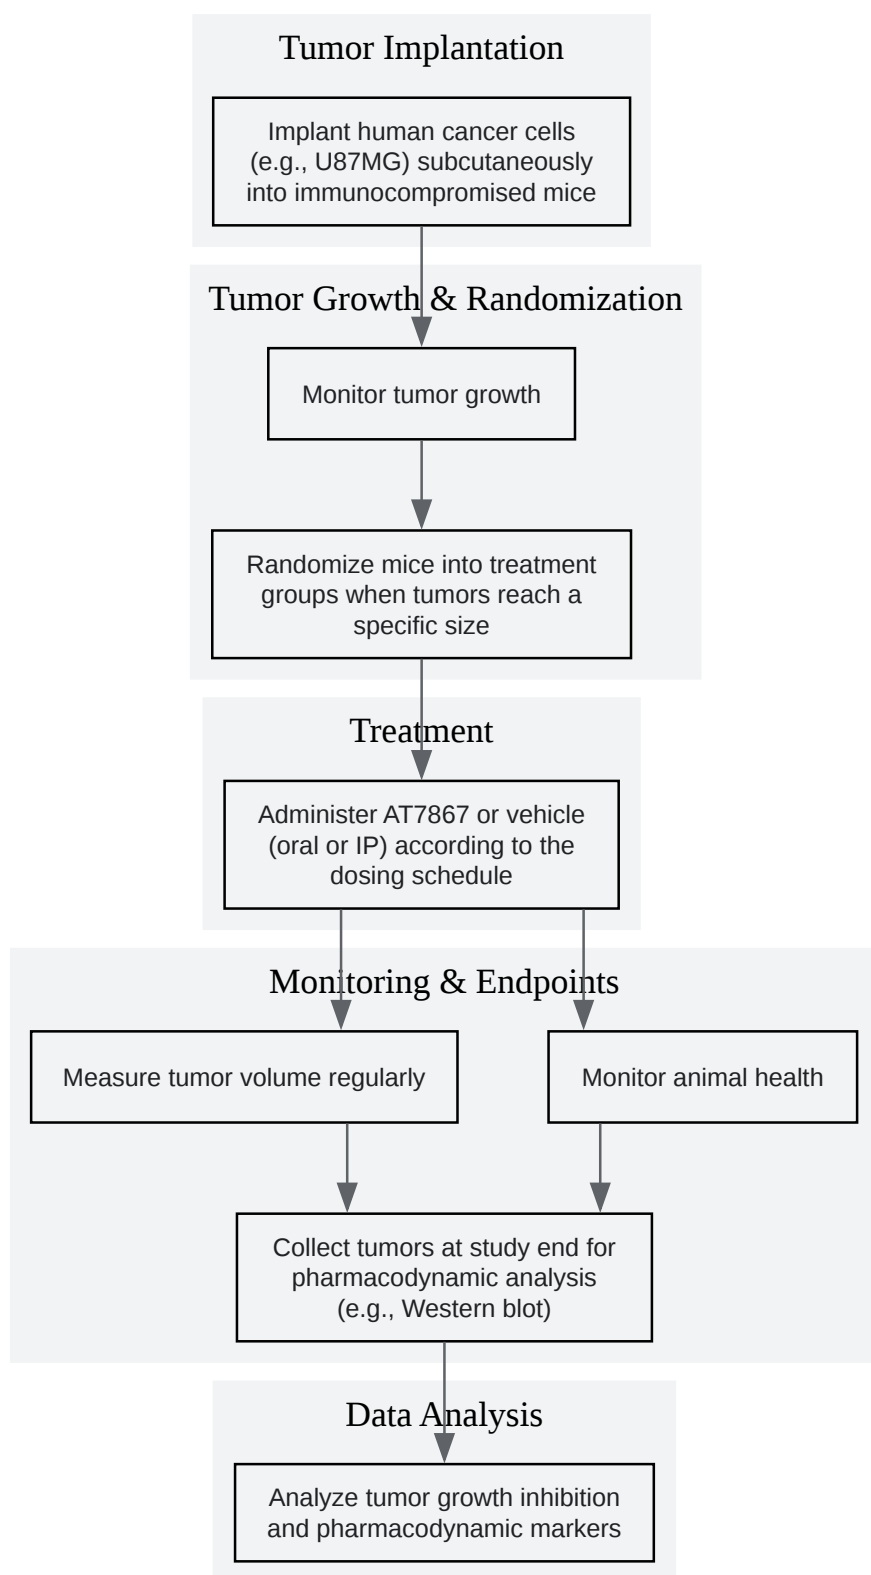 Tumor Implantation
Implant human cancer cells
(e.g., U87MG) subcutaneously
into immunocompromised mice
Tumor Growth & Randomization
Monitor tumor growth
Randomize mice into treatment
groups when tumors reach a
specific size
Treatment
Administer AT7867 or vehicle
(oral or IP) according to the
dosing schedule
Monitoring & Endpoints
Measure tumor volume regularly
Monitor animal health
Collect tumors at study end for
pharmacodynamic analysis
(e.g., Western blot)
Data Analysis
Analyze tumor growth inhibition
and pharmacodynamic markers